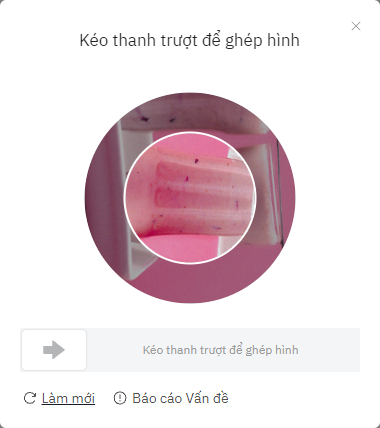 Kéo thanh trượt để ghép hình
Kéo thanh trượt để ghép hình
Làm mới
Báo cáo Vấn đề